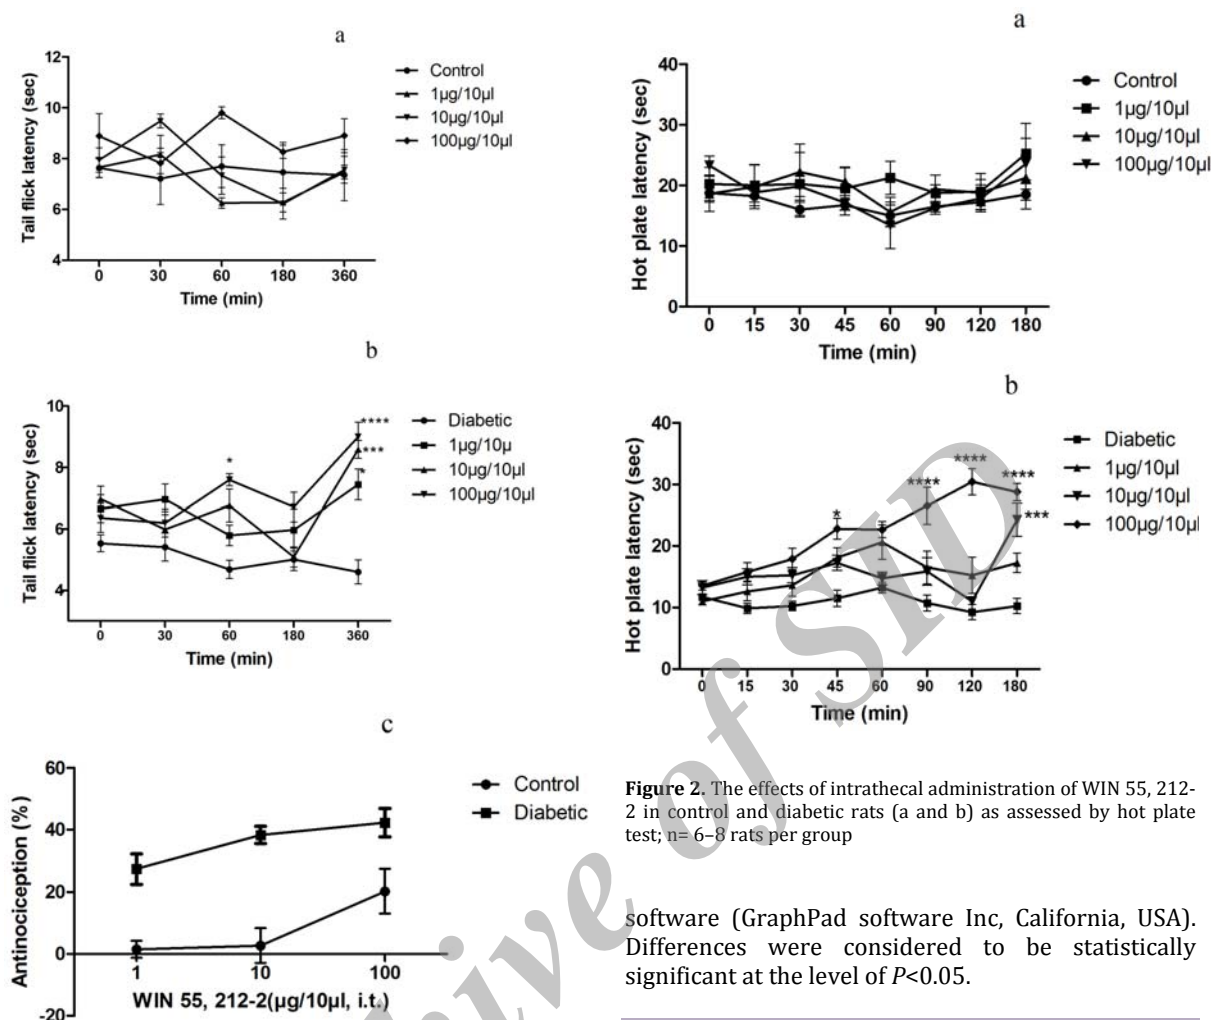 a
12
10
8
6
4
Tail flick latency (sec)
0 30 60 180 360
Time (min)
Control
1µg/10µl
10µg/10µl
100µg/10µl
b
10
8
6
4
Tail flick latency (sec)
****
***
*
*
0 30 60 180 360
Time (min)
Diabetic
1µg/10µ
10µg/10µl
100µg/10µl
c
60
40
20
0
-20
Antinociception (%)
1 10 100
WIN 55, 212-2(µg/10µl, i.t.)
Control
Diabetic
a
40
30
20
10
0
Hot plate latency (sec)
0 15 30 45 60 90 120 180
Time (min)
Control
1µg/10µl
10µg/10µl
100µg/10µl
b
40
30
20
10
0
Hot plate latency (sec)
*
****
****
****
***
0 15 30 45 60 90 120 180
Time (min)
Diabetic
1µg/10µl
10µg/10µl
100µg/10µl
Figure 2. The effects of intrathecal administration of WIN 55, 212-
2 in control and diabetic rats (a and b) as assessed by hot plate
test; n= 6–8 rats per group
software (GraphPad software Inc, California, USA).
Differences were considered to be statistically
significant at the level of P<0.05.
hive of SID